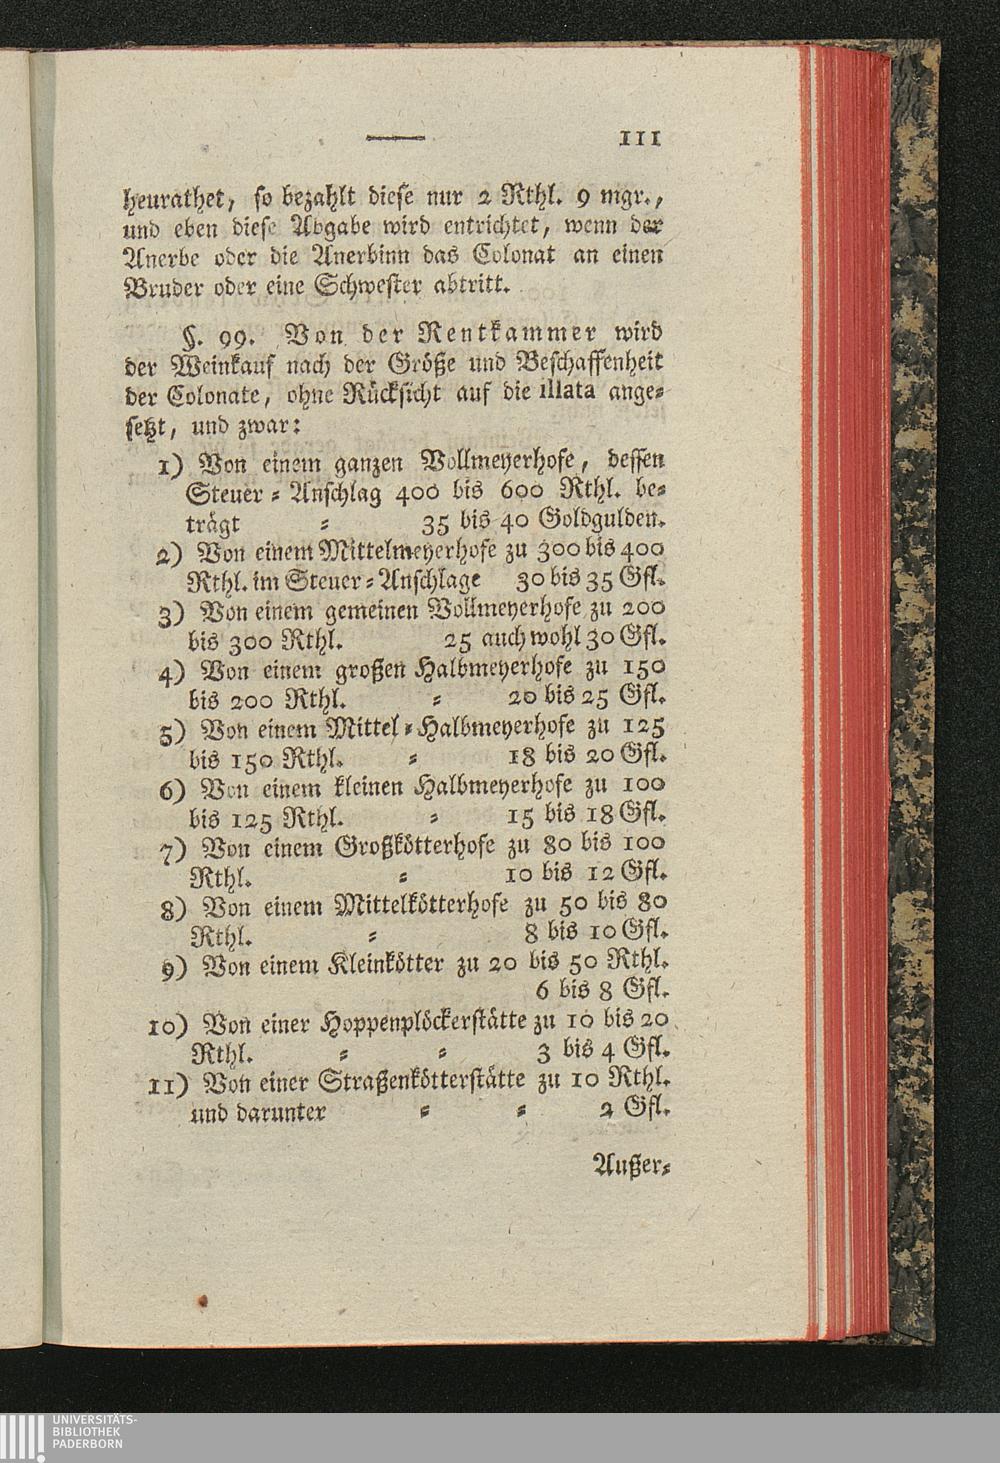 111
heurathet, so bezahlt diese nur 2 Rthl. 9 mgr.,
und eben diese Abgabe wird entrichtet, wenn der
Anerbe oder die Anerbinn das Colonat an einen
Bruder oder eine Schwester abtritt.
§. 99. Von der Rentkammer wird
der Weinkauf nach der Größe und Beschaffenheit
der Colonate, ohne Rücksicht auf die illata ange-
setzt, und zwar:
1) Von einem ganzen Vollmeyerhofe, dessen
Steuer-Anschlag 400 bis 600 Rthl. be-
trägt - 35 bis 40 Goldgulden.
2) Von einem Mittelmeyerhofe zu 300 bis 400
Rthl. im Steuer-Anschlage 30 bis 35 Gfl.
3) Von einem gemeinen Vollmeyerhofe zu 200
bis 300 Rthl. 25 auch wohl 30 Gfl.
4) Von einem großen Halbmeyerhofe zu 150
bis 200 Rthl. - 20 bis 25 Gfl.
5) Von einem Mittel-Halbmeyerhofe zu 125
bis 150 Rthl. - 18 bis 20 Gfl.
6) Von einem kleinen Halbmeyerhofe zu 100
bis 125 Rthl. - 15 bis 18 Gfl.
7) Von einem Großkötterhofe zu 80 bis 100
Rthl. - 10 bis 12 Gfl.
8) Von einem Mittelkötterhofe zu 50 bis 80
Rthl. - 8 bis 10 Gfl.
9) Von einem Kleinkötter zu 20 bis 50 Rthl.
6 bis 8 Gfl.
10) Von einer Hoppenplöckerstätte zu 10 bis 20
Rthl. - - 3 bis 4 Gfl.
11) Von einer Straßenkötterstätte zu 10 Rthl.
und darunter - - 2 Gfl.
Außer-
UNIVERSITÄTS-
BIBLIOTHEK
PADERBORN